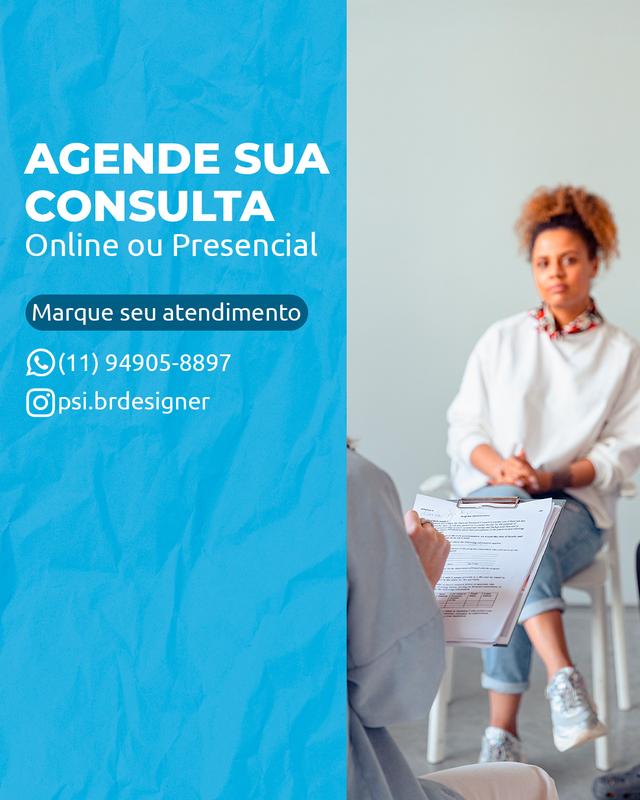 AGENDE SUA
CONSULTA
Online ou Presencial
Marque seu atendimento
(11) 94905-8897
psi.brdesigner